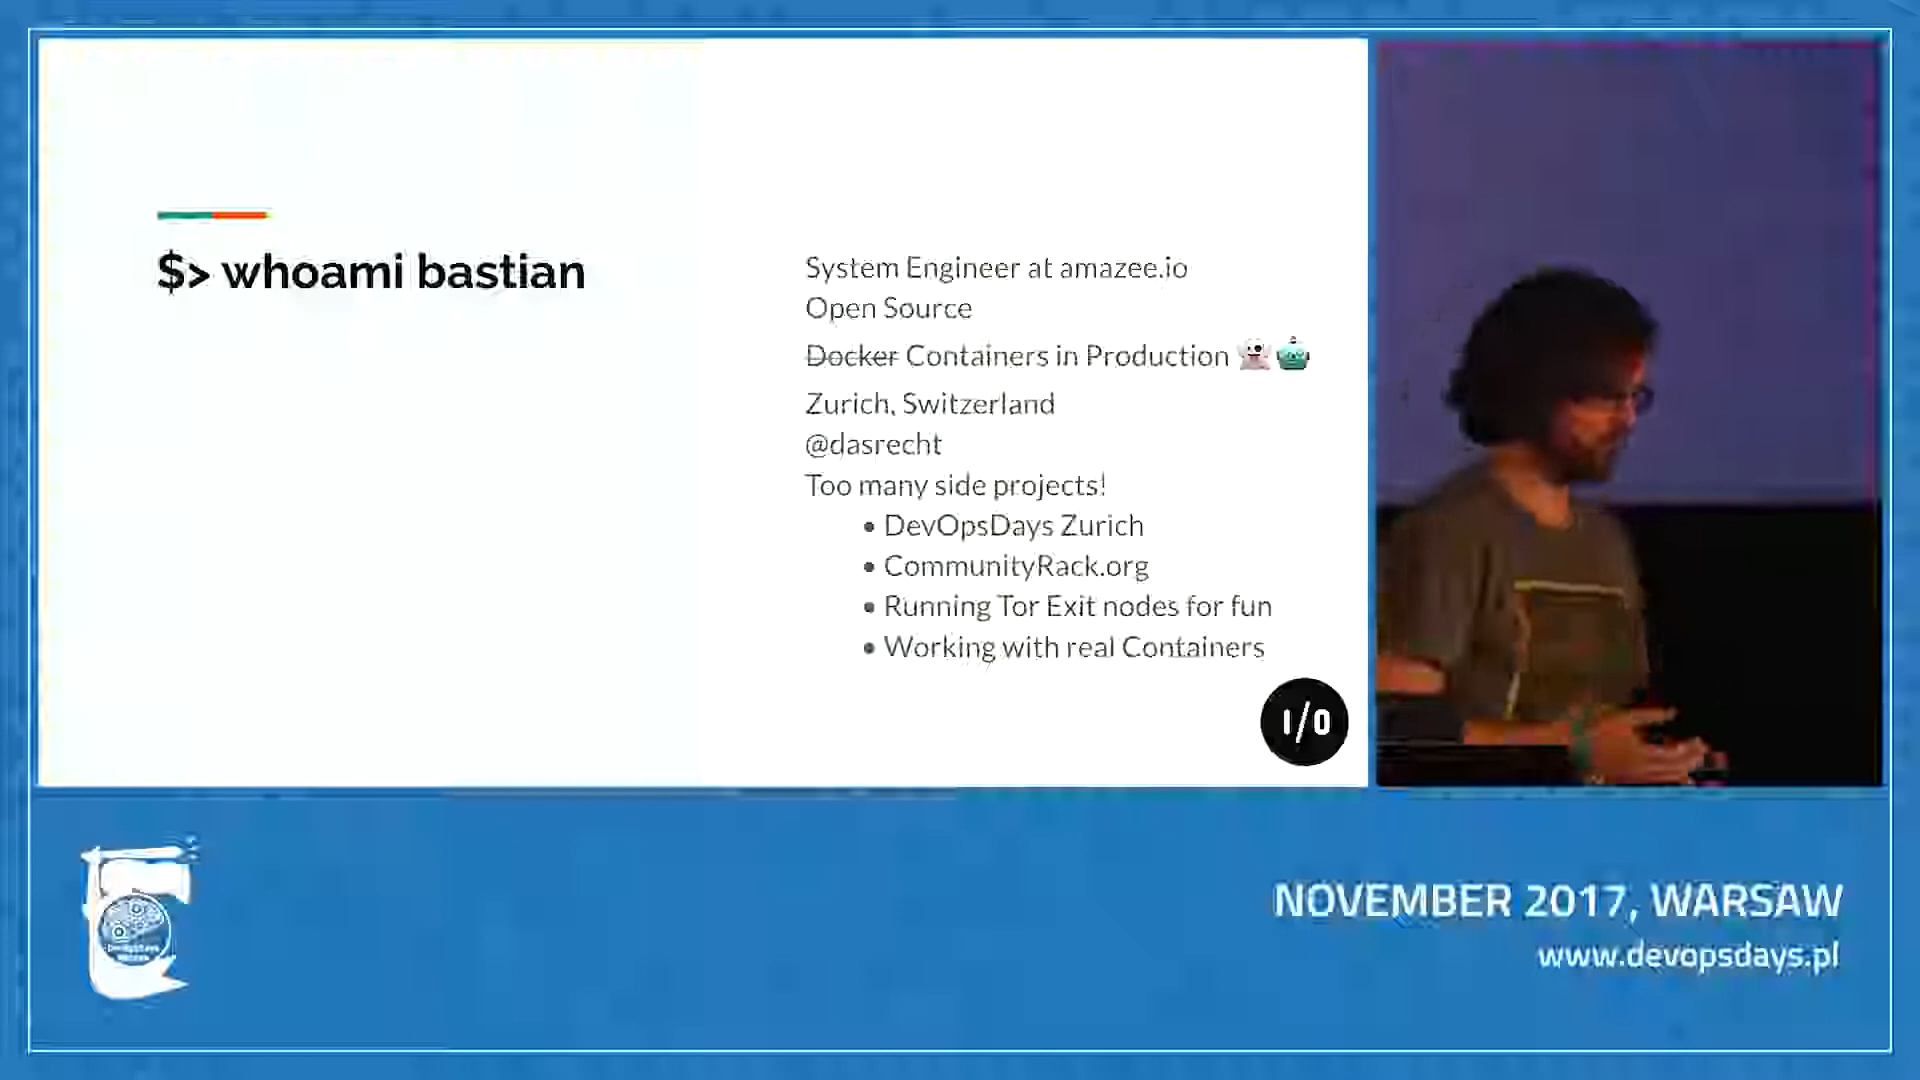 $> whoami bastian
System Engineer at amazee.io
Open Source
Docker Containers in Production 👻🤖
Zurich, Switzerland
@dasrecht
Too many side projects!
• DevOpsDays Zurich
• CommunityRack.org
• Running Tor Exit nodes for fun
• Working with real Containers
I/O
NOVEMBER 2017, WARSAW
www.devopsdays.pl